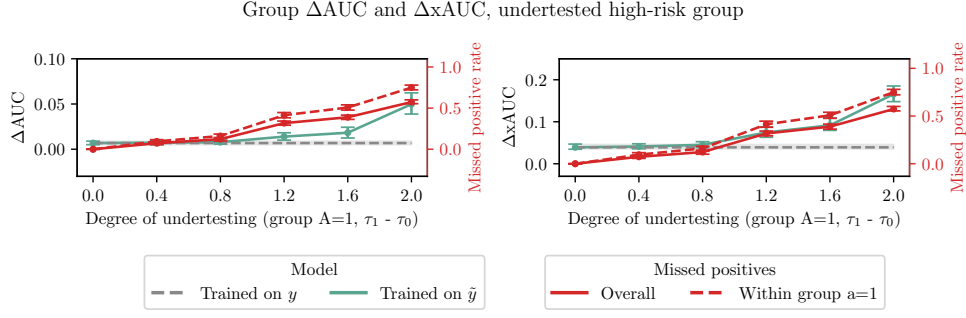 Group ΔAUC and ΔxAUC, undertested high-risk group
0.10
0.05
0.00
ΔAUC
1.0
0.5
0.0
Missed positive rate
0.0 0.4 0.8 1.2 1.6 2.0
Degree of undertesting (group A=1, τ₁ - τ₀)
0.2
0.1
0.0
ΔxAUC
1.0
0.5
0.0
Missed positive rate
0.0 0.4 0.8 1.2 1.6 2.0
Degree of undertesting (group A=1, τ₁ - τ₀)
Model
Trained on y Trained on ỹ
Missed positives
Overall Within group a=1